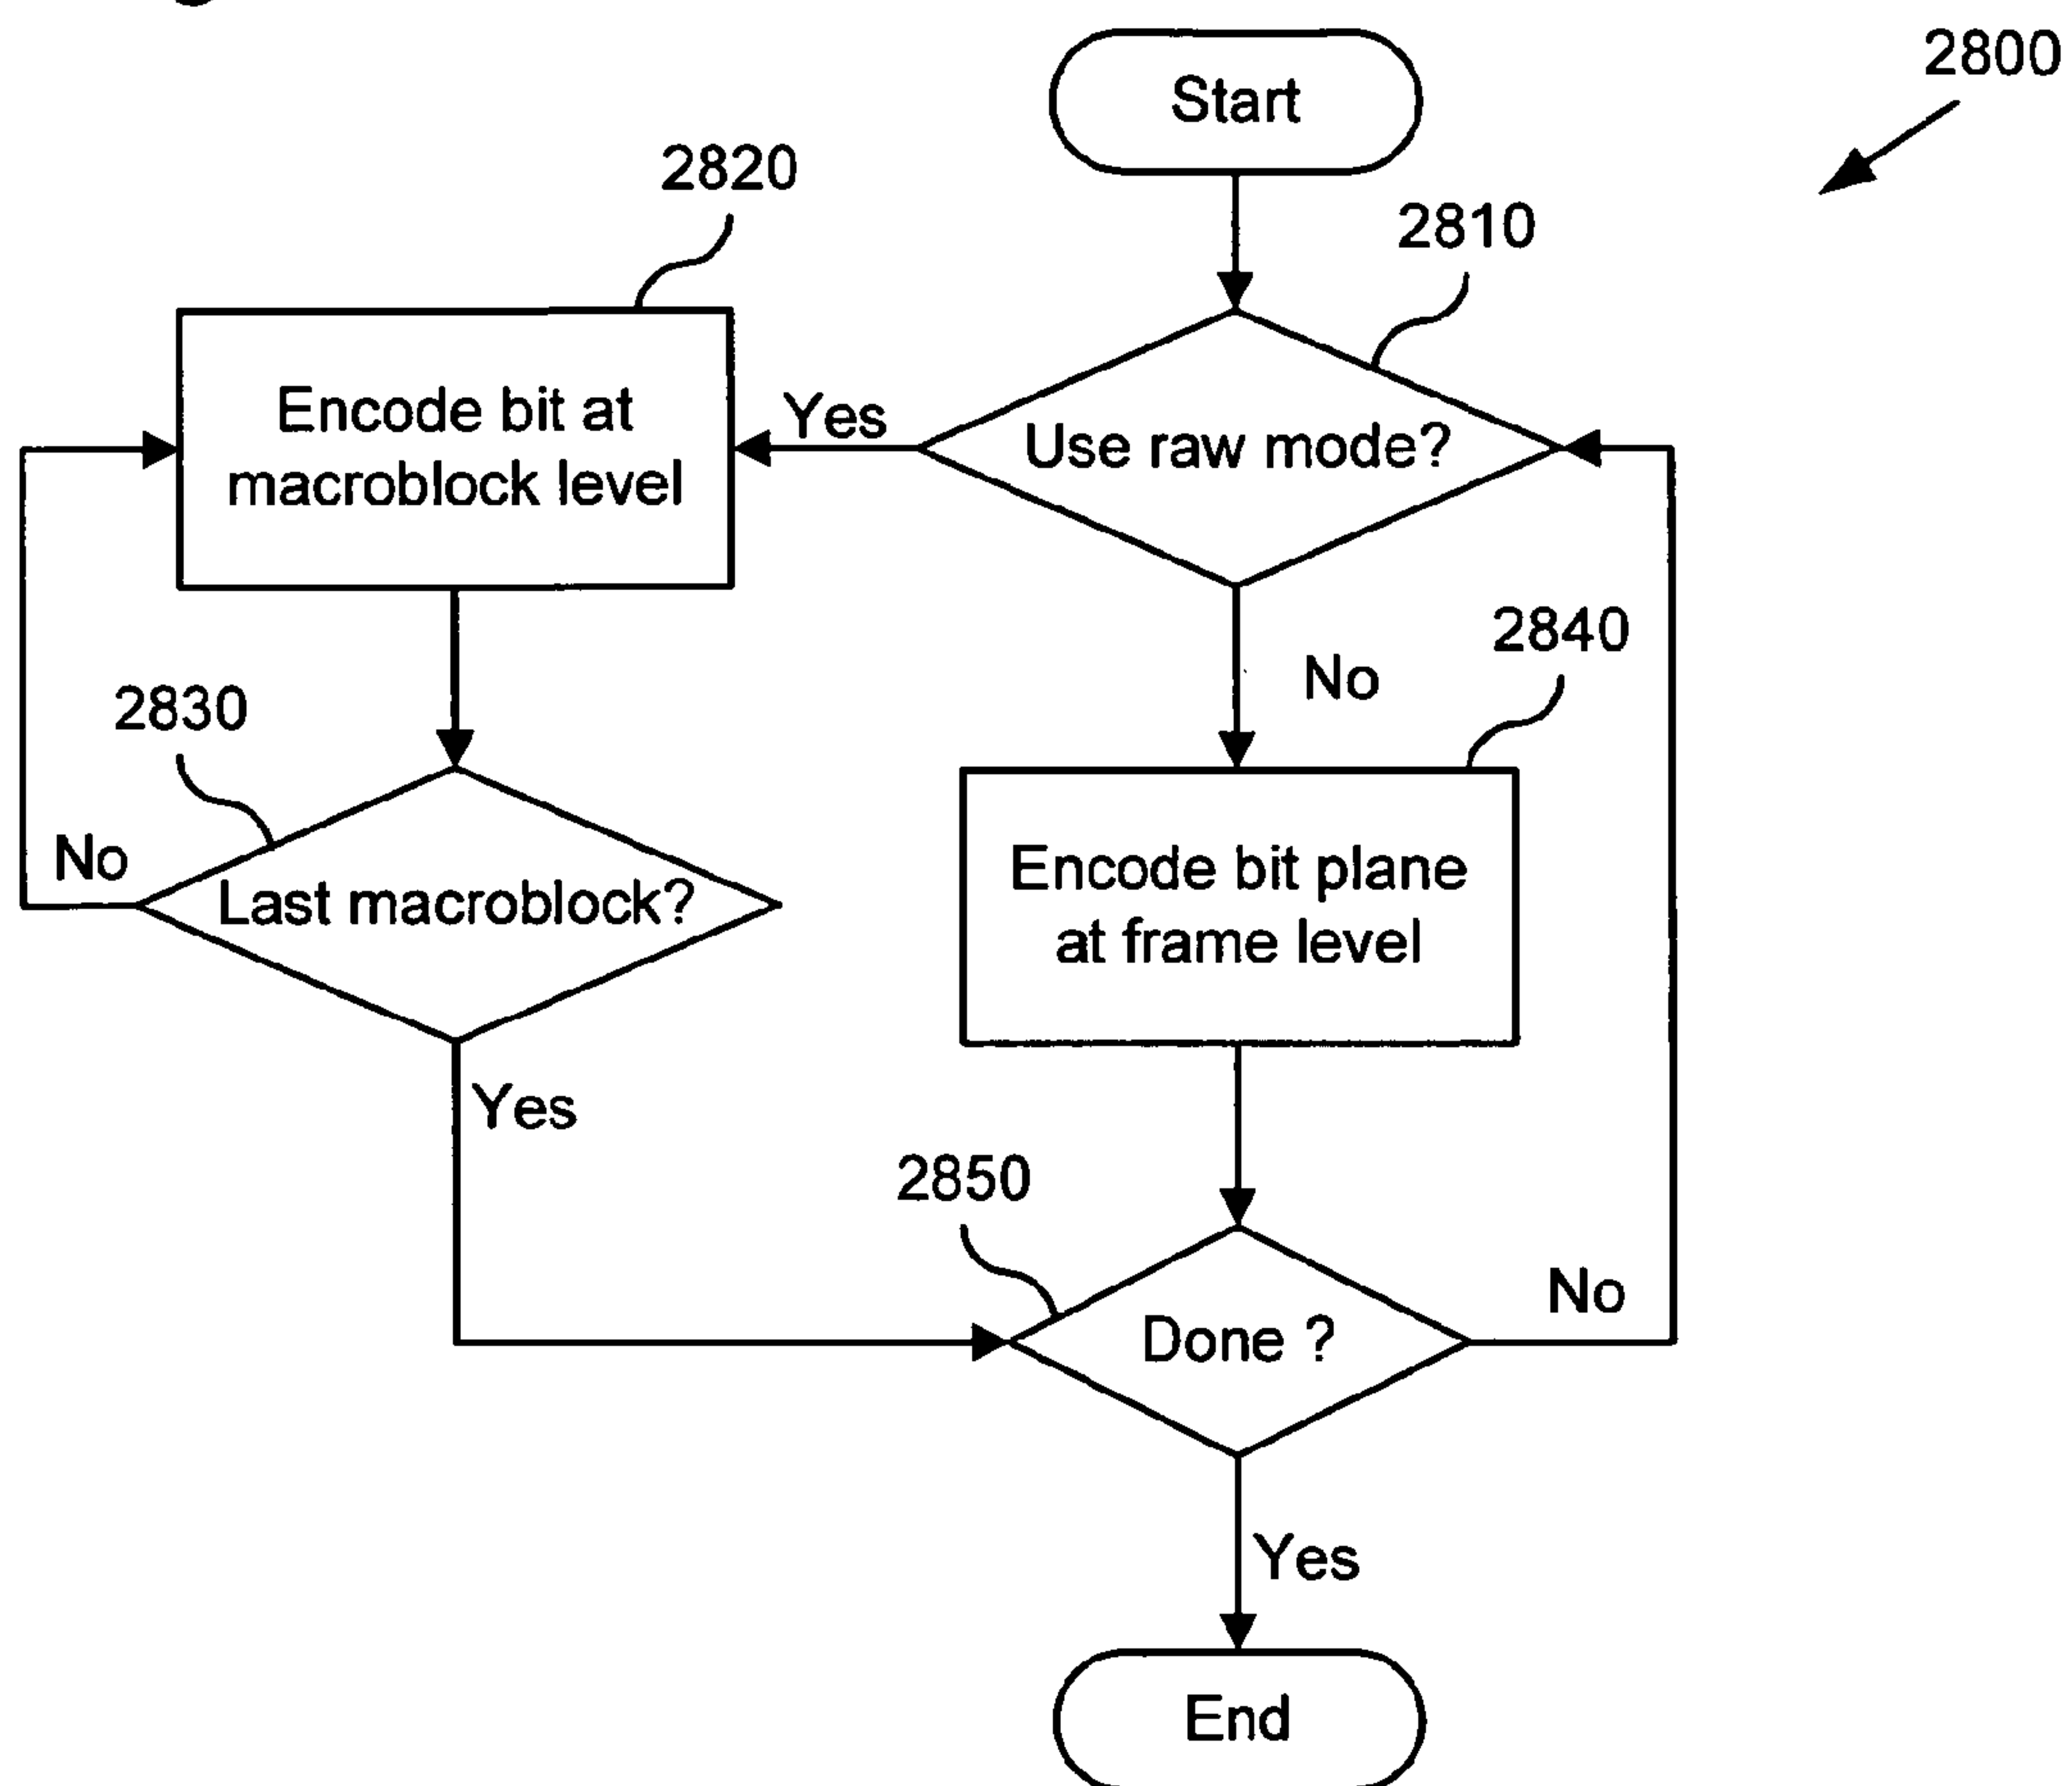 2800
Start
2810
2820
Encode bit at
macroblock level
Yes
Use raw mode?
No
2840
2830
No
Last macroblock?
Encode bit plane
at frame level
Yes
2850
No
Done ?
Yes
End